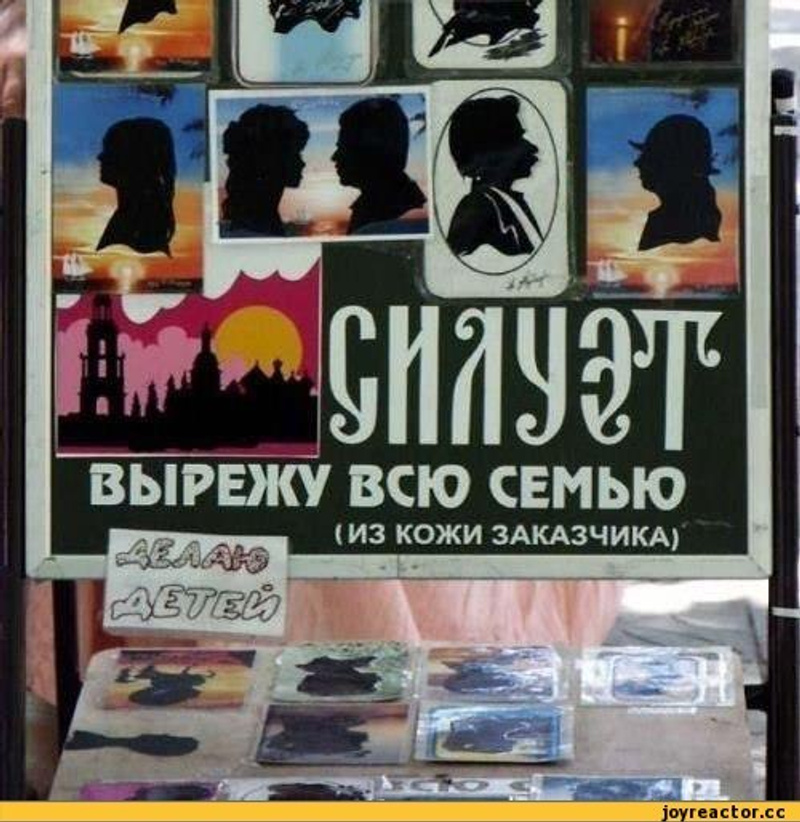 СИЛУЭТ
ВЫРЕЖУ ВСЮ СЕМЬЮ
(ИЗ КОЖИ ЗАКАЗЧИКА)
ДЕЛАЮ
ДЕТЕЙ
joyreactor.cc